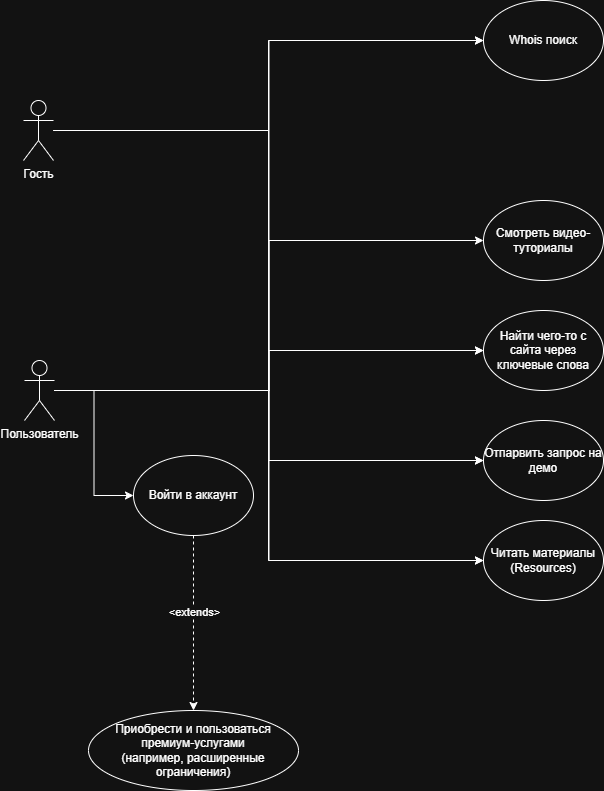 Whois поиск
Гость
Смотреть видео-
туториалы
Найти чего-то с
сайта через
ключевые слова
Пользователь
Отпарвить запрос на
демо
Войти в аккаунт
Читать материалы
(Resources)
<extends>
Приобрести и пользоваться
премиум-услугами
(например, расширенные
ограничения)